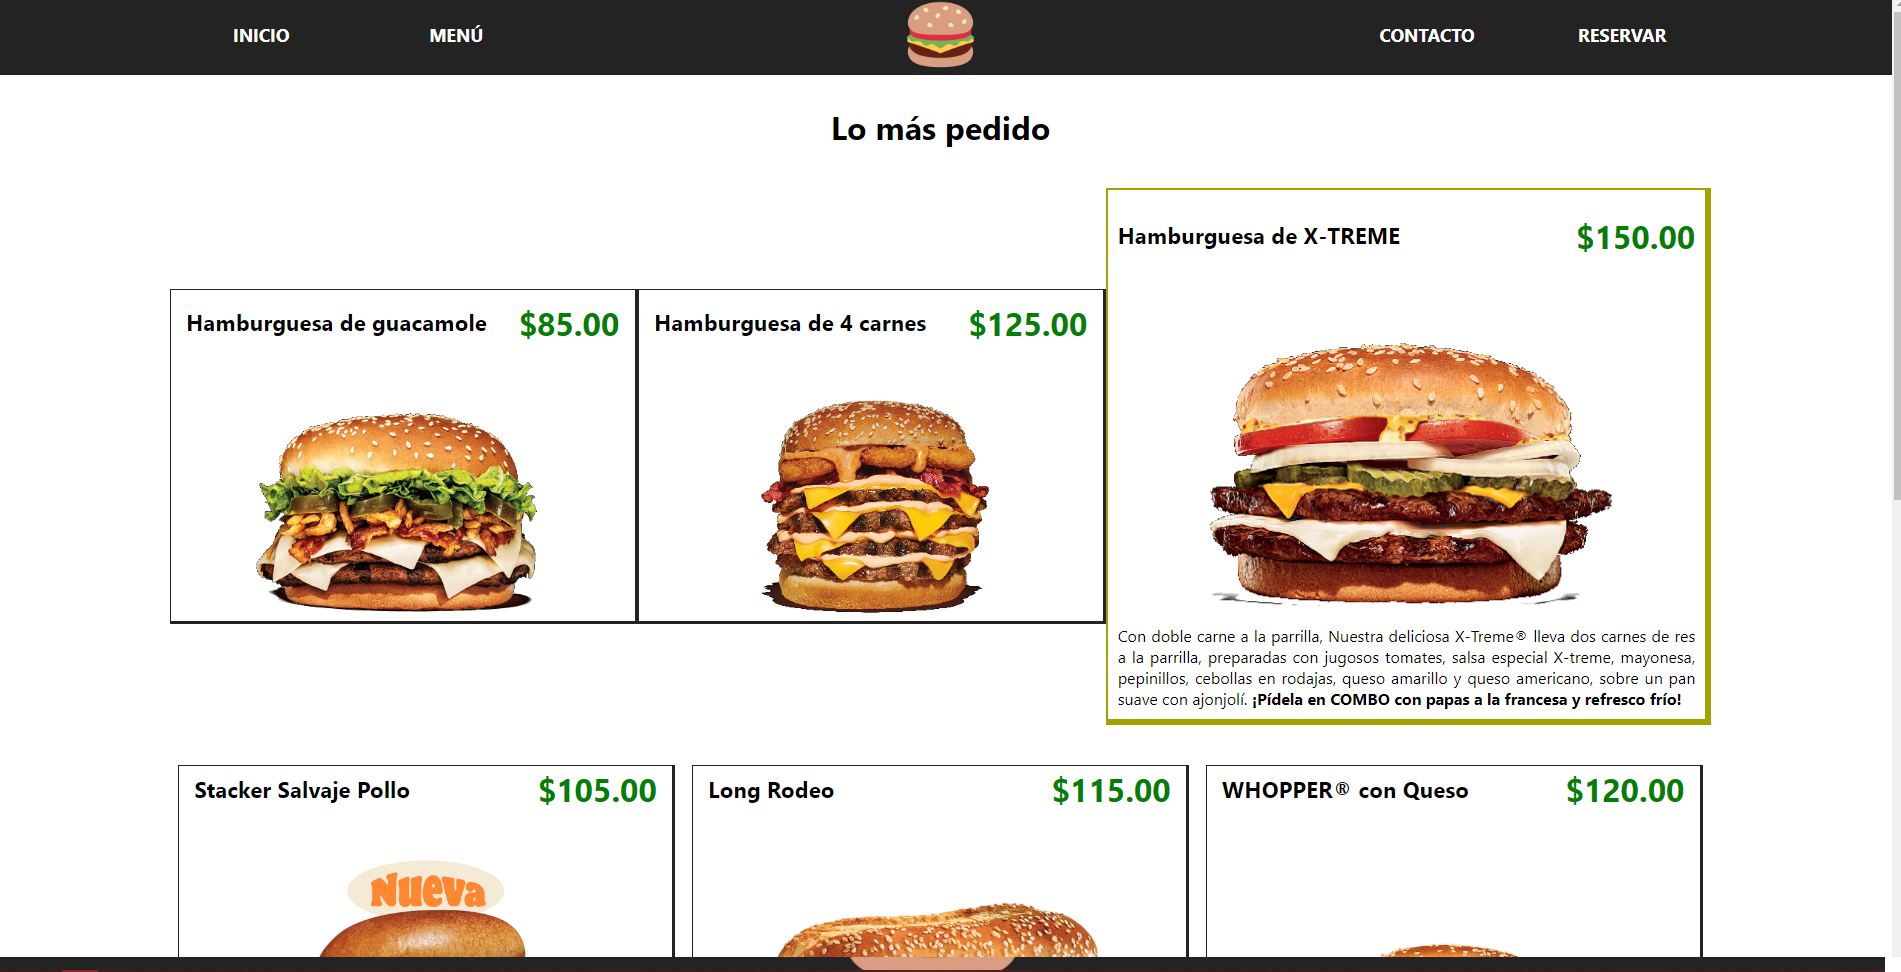 INICIO
MENÚ
CONTACTO
RESERVAR
Lo más pedido
Hamburguesa de guacamole
$85.00
Hamburguesa de 4 carnes
$125.00
Hamburguesa de X-TREME
$150.00
Con doble carne a la parrilla, Nuestra deliciosa X-Treme® lleva dos carnes de res
a la parrilla, preparadas con jugosos tomates, salsa especial X-treme, mayonesa,
pepinillos, cebollas en rodajas, queso amarillo y queso americano, sobre un pan
suave con ajonjolí. ¡Pídela en COMBO con papas a la francesa y refresco frío!
Stacker Salvaje Pollo
$105.00
Nueva
Long Rodeo
$115.00
WHOPPER® con Queso
$120.00